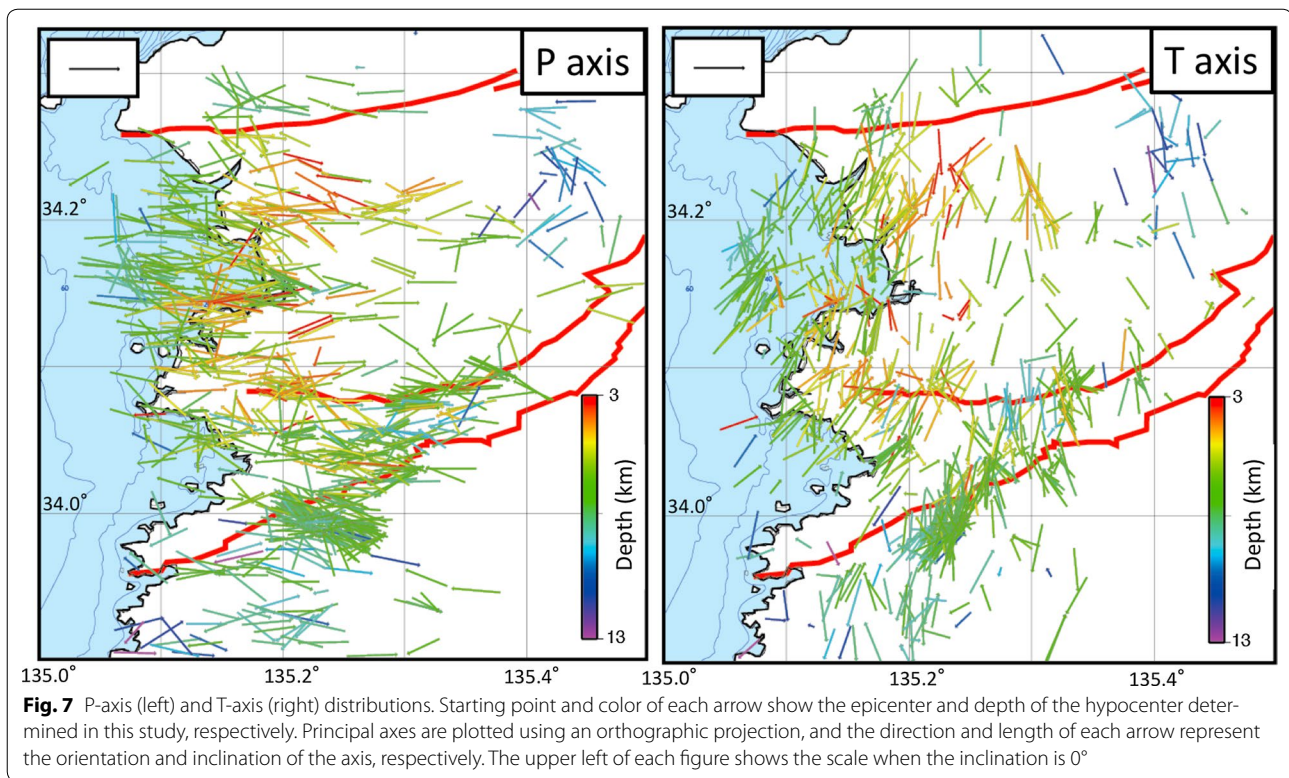 P axis
T axis
34.2°
34.2°
60
60
40
3
3
34.0°
34.0°
Depth (km)
Depth (km)
13
13
135.0°
135.2°
135.4°
135.0°
135.2°
135.4°
Fig. 7 P-axis (left) and T-axis (right) distributions. Starting point and color of each arrow show the epicenter and depth of the hypocenter deter-
mined in this study, respectively. Principal axes are plotted using an orthographic projection, and the direction and length of each arrow represent
the orientation and inclination of the axis, respectively. The upper left of each figure shows the scale when the inclination is 0°